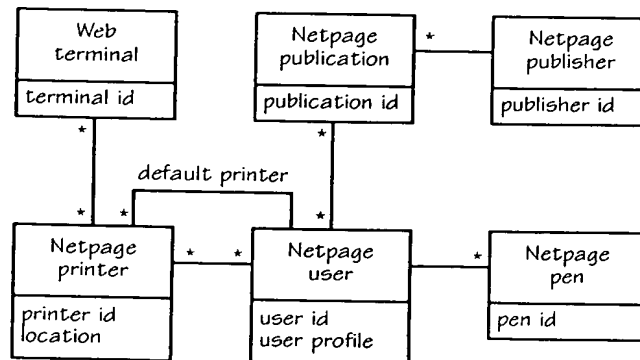 Web
terminal
terminal id
Netpage
publication
publication id
Netpage
publisher
publisher id
*
*
*
*
default printer
*
*
Netpage
printer
printer id
location
*
*
Netpage
user
user id
user profile
*
Netpage
pen
pen id